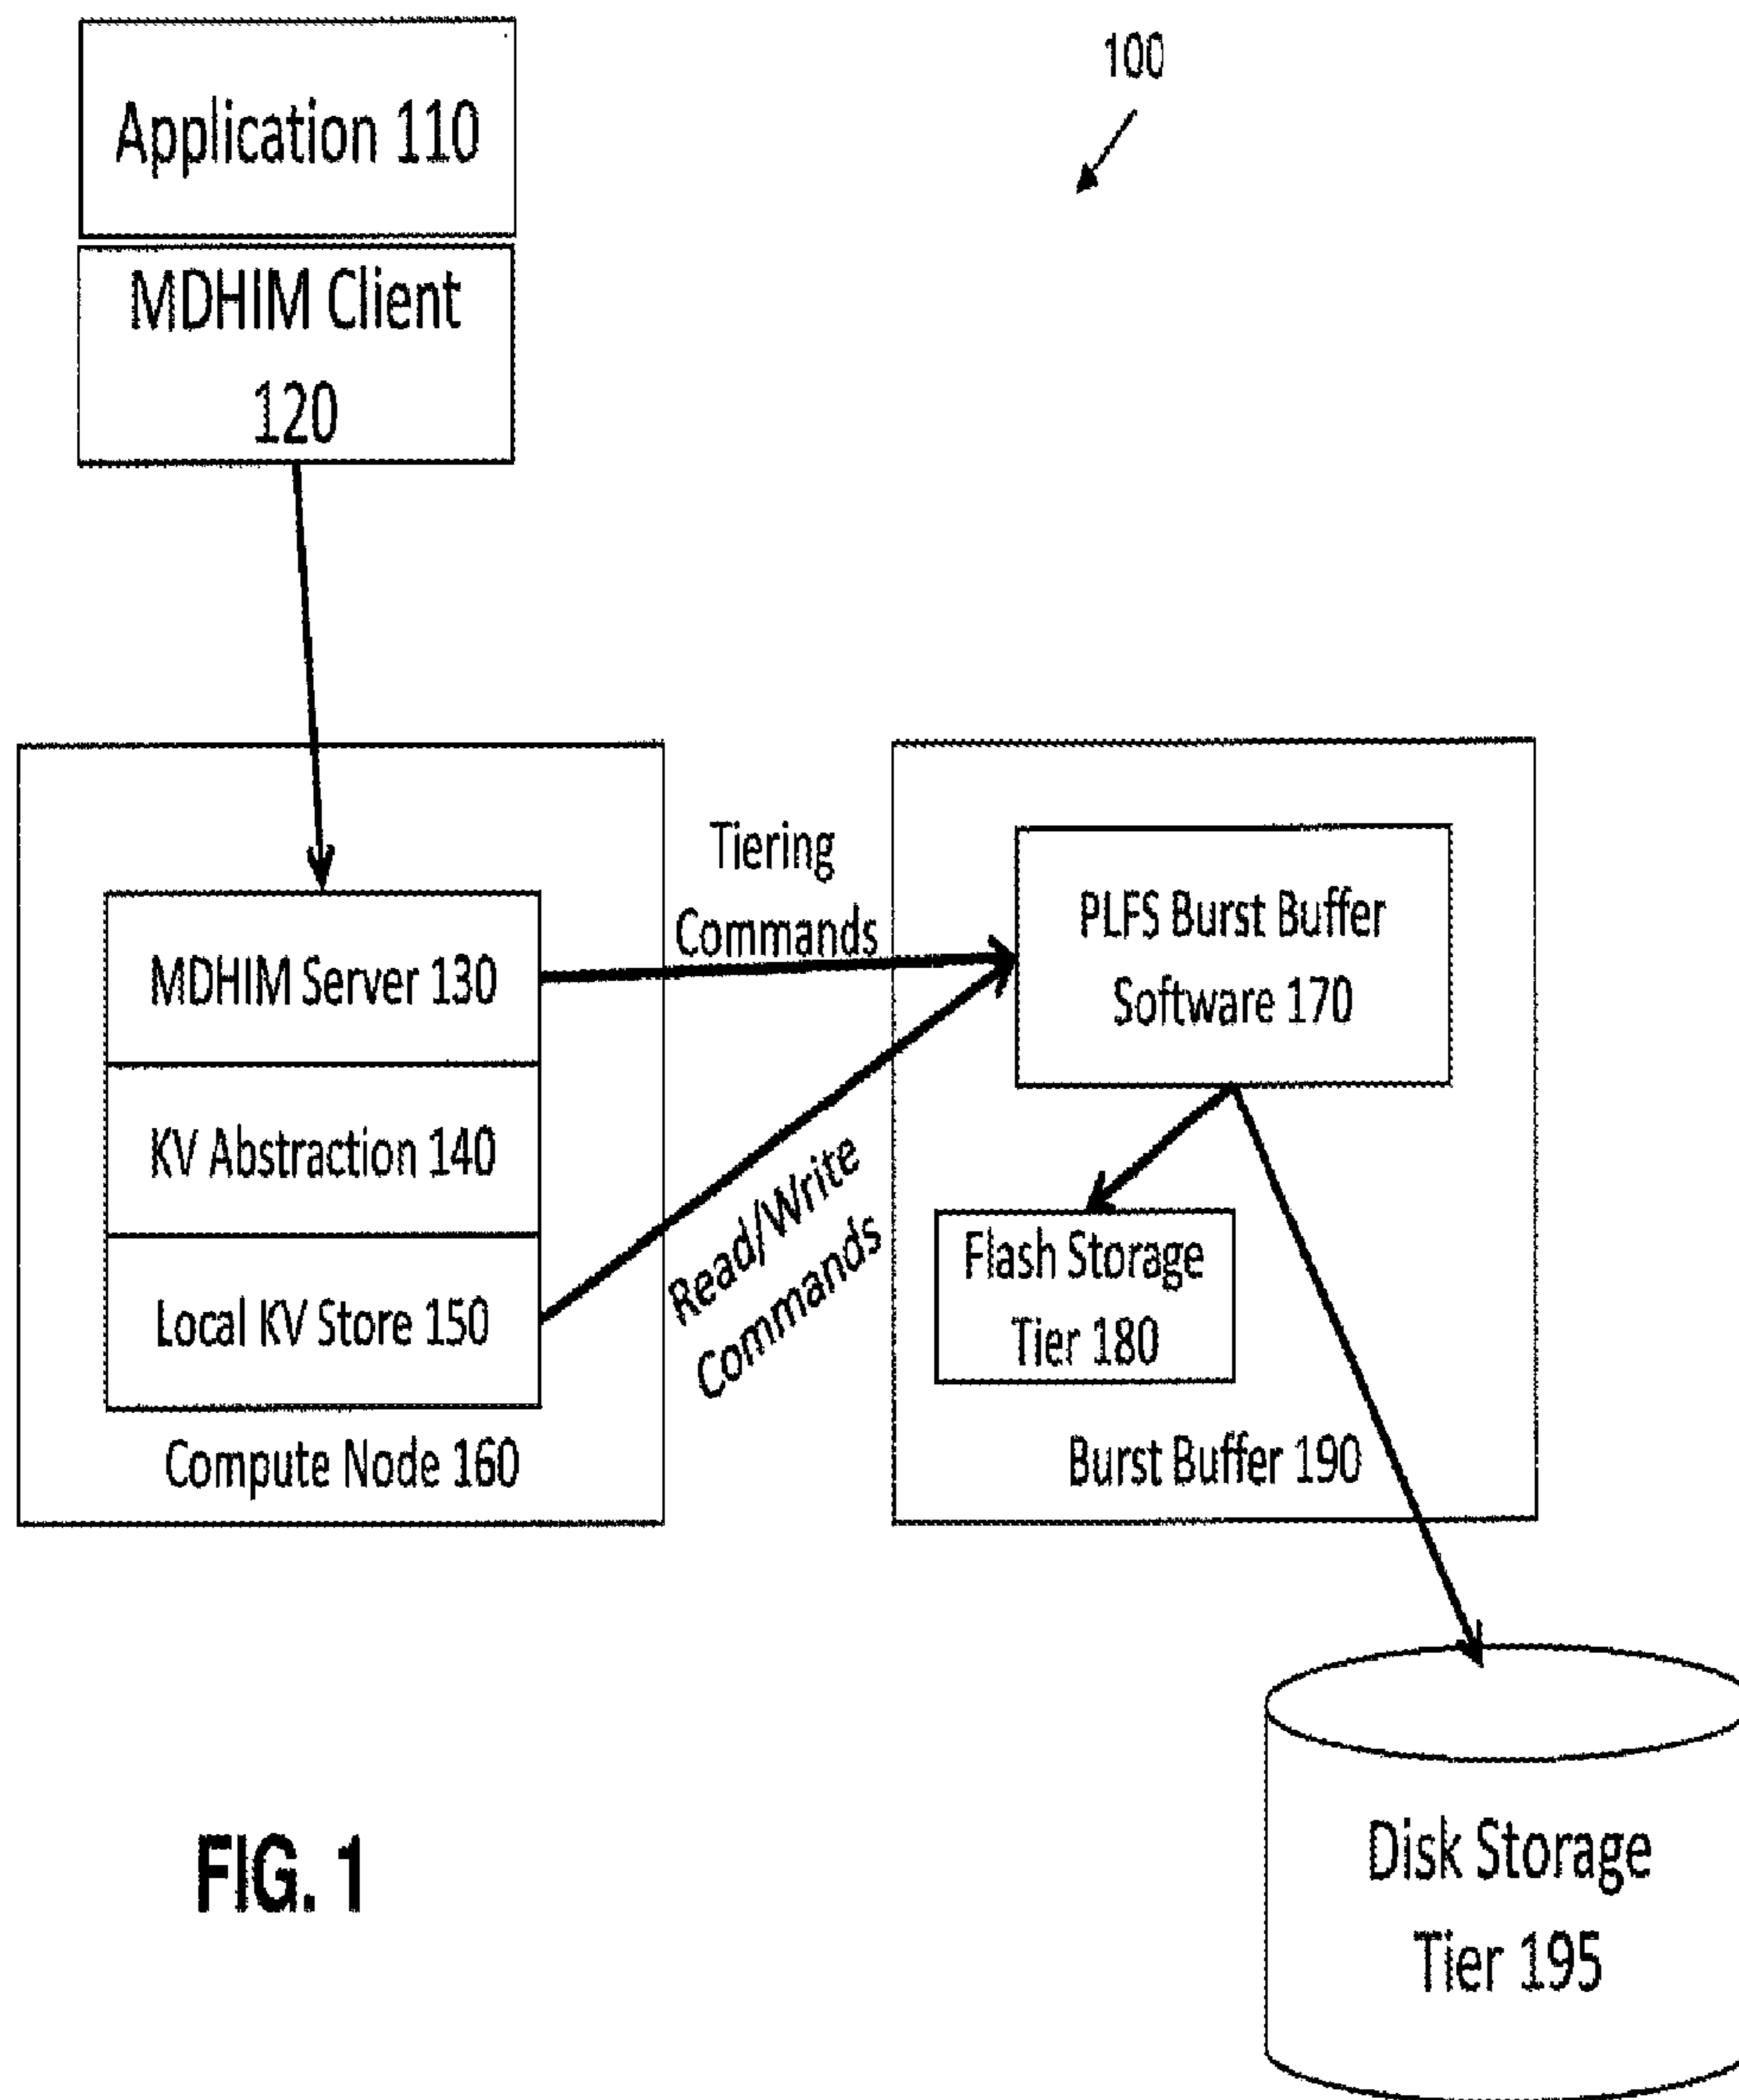 100
Application 110
MDHIM Client
120
Tiering
Commands
MDHIM Server 130
KV Abstraction 140
Local KV Store 150
Compute Node 160
Read/Write
Commands
PLFS Burst Buffer
Software 170
Flash Storage
Tier 180
Burst Buffer 190
Disk Storage
Tier 195
FIG. 1